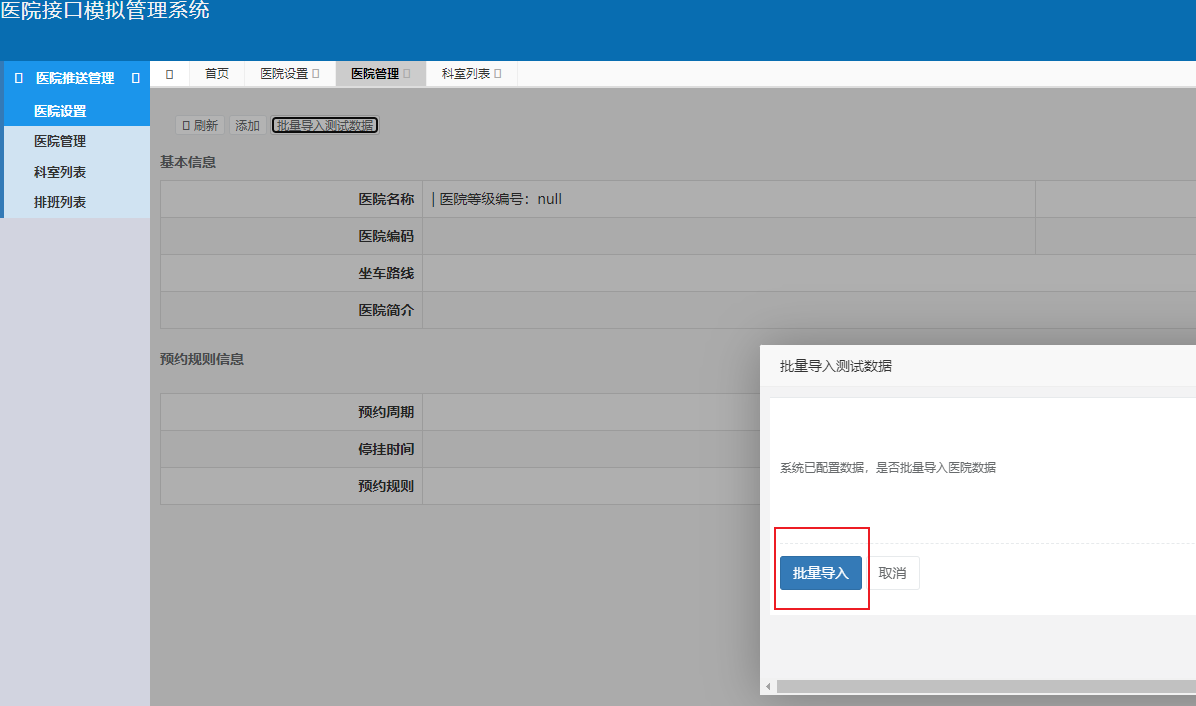 医院接口模拟管理系统
医院推送管理
首页
医院设置
医院管理
科室列表
医院设置
医院管理
科室列表
排班列表
刷新
添加
批量导入测试数据
基本信息
医院名称
| 医院等级编号：null
医院编码
坐车路线
医院简介
预约规则信息
预约周期
停挂时间
预约规则
批量导入测试数据
系统已配置数据，是否批量导入医院数据
批量导入
取消